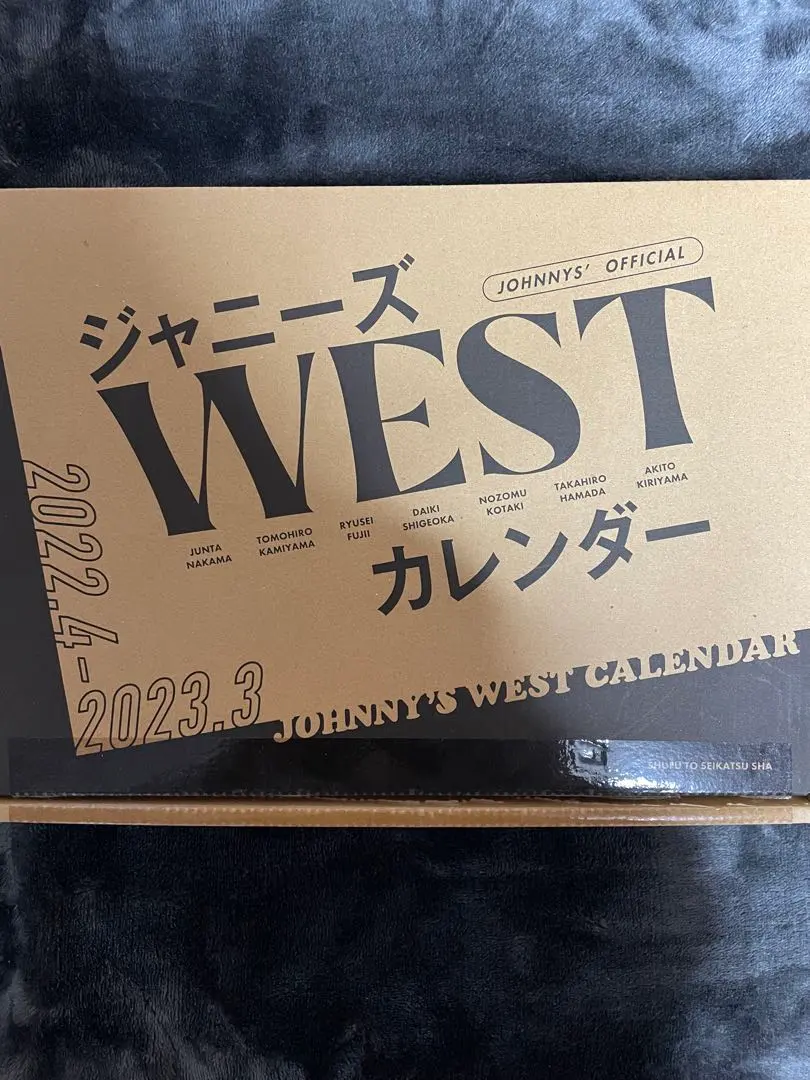 JOHNNYS' OFFICIAL
ジャニーズ
WEST
JUNTA
NAKAMA
TOMOHIRO
KAMIYAMA
RYUSEI
FUJII
DAIKI
SHIGEOKA
NOZOMU
KOTAKI
TAKAHIRO
HAMADA
AKITO
KIRIYAMA
カレンダー
2022.4-
2023.3
JOHNNY'S WEST CALENDAR
SHUFU TO SEIKATSU SHA